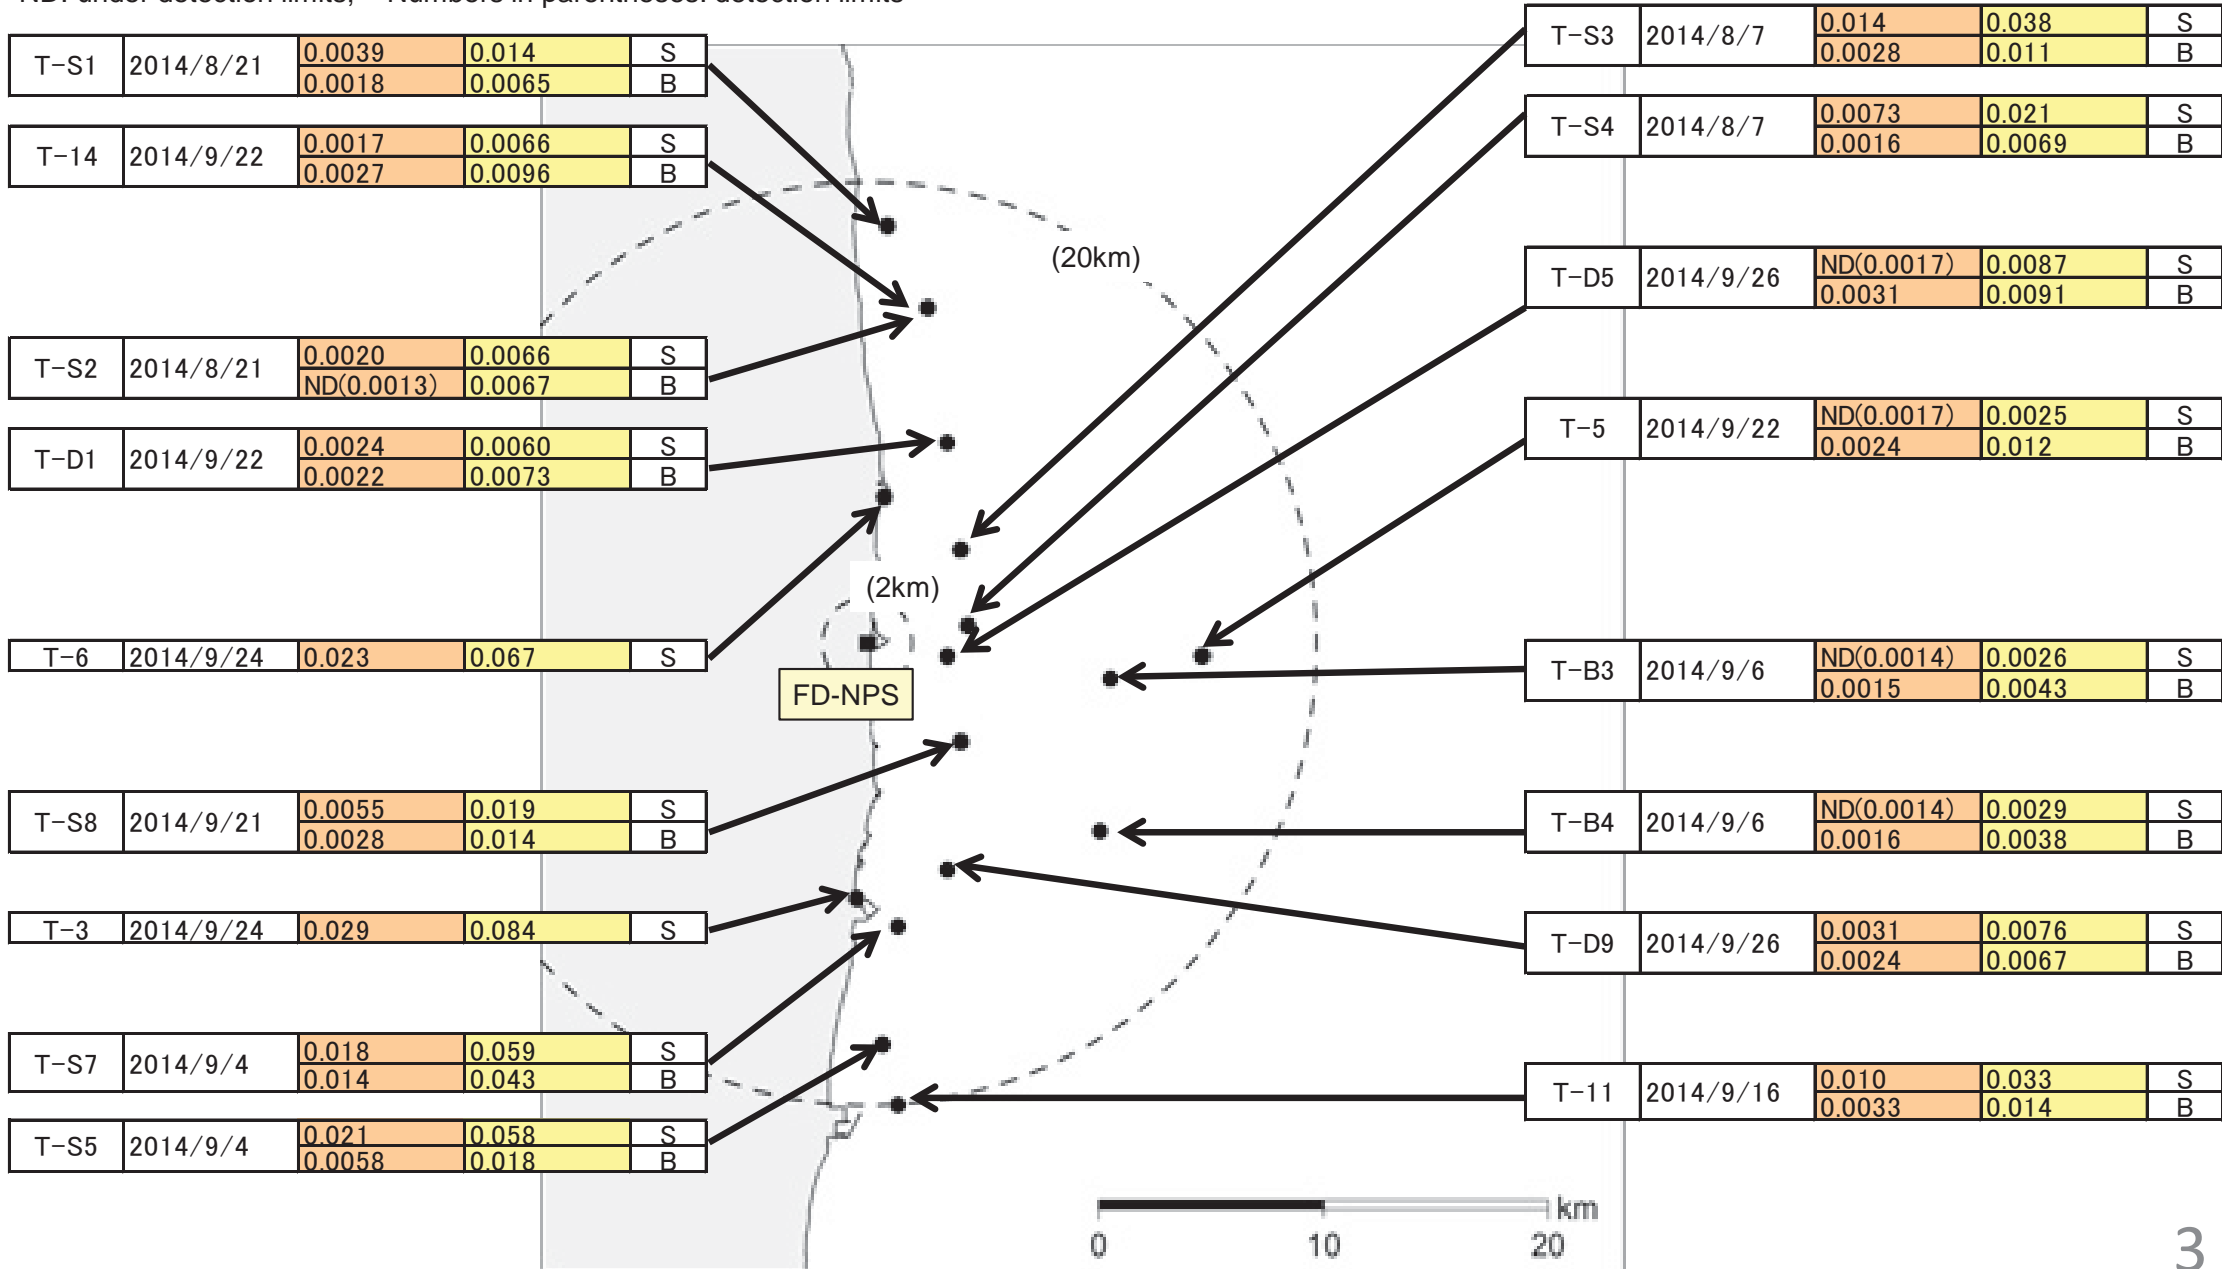 ND: under detection limits, Numbers in parentheses: detection limits
T-S1 2014/8/21 0.0039 0.014 S
0.0018 0.0065 B
T-14 2014/9/22 0.0017 0.0066 S
0.0027 0.0096 B
T-S2 2014/8/21 0.0020 0.0066 S
ND(0.0013) 0.0067 B
T-D1 2014/9/22 0.0024 0.0060 S
0.0022 0.0073 B
T-6 2014/9/24 0.023 0.067 S
T-S8 2014/9/21 0.0055 0.019 S
0.0028 0.014 B
T-3 2014/9/24 0.029 0.084 S
T-S7 2014/9/4 0.018 0.059 S
0.014 0.043 B
T-S5 2014/9/4 0.021 0.058 S
0.0058 0.018 B
(20km)
(2km)
FD-NPS
T-S3 2014/8/7 0.014 0.038 S
0.0028 0.011 B
T-S4 2014/8/7 0.0073 0.021 S
0.0016 0.0069 B
T-D5 2014/9/26 ND(0.0017) 0.0087 S
0.0031 0.0091 B
T-5 2014/9/22 ND(0.0017) 0.0025 S
0.0024 0.012 B
T-B3 2014/9/6 ND(0.0014) 0.0026 S
0.0015 0.0043 B
T-B4 2014/9/6 ND(0.0014) 0.0029 S
0.0016 0.0038 B
T-D9 2014/9/26 0.0031 0.0076 S
0.0024 0.0067 B
T-11 2014/9/16 0.010 0.033 S
0.0033 0.014 B
km
0 10 20
3